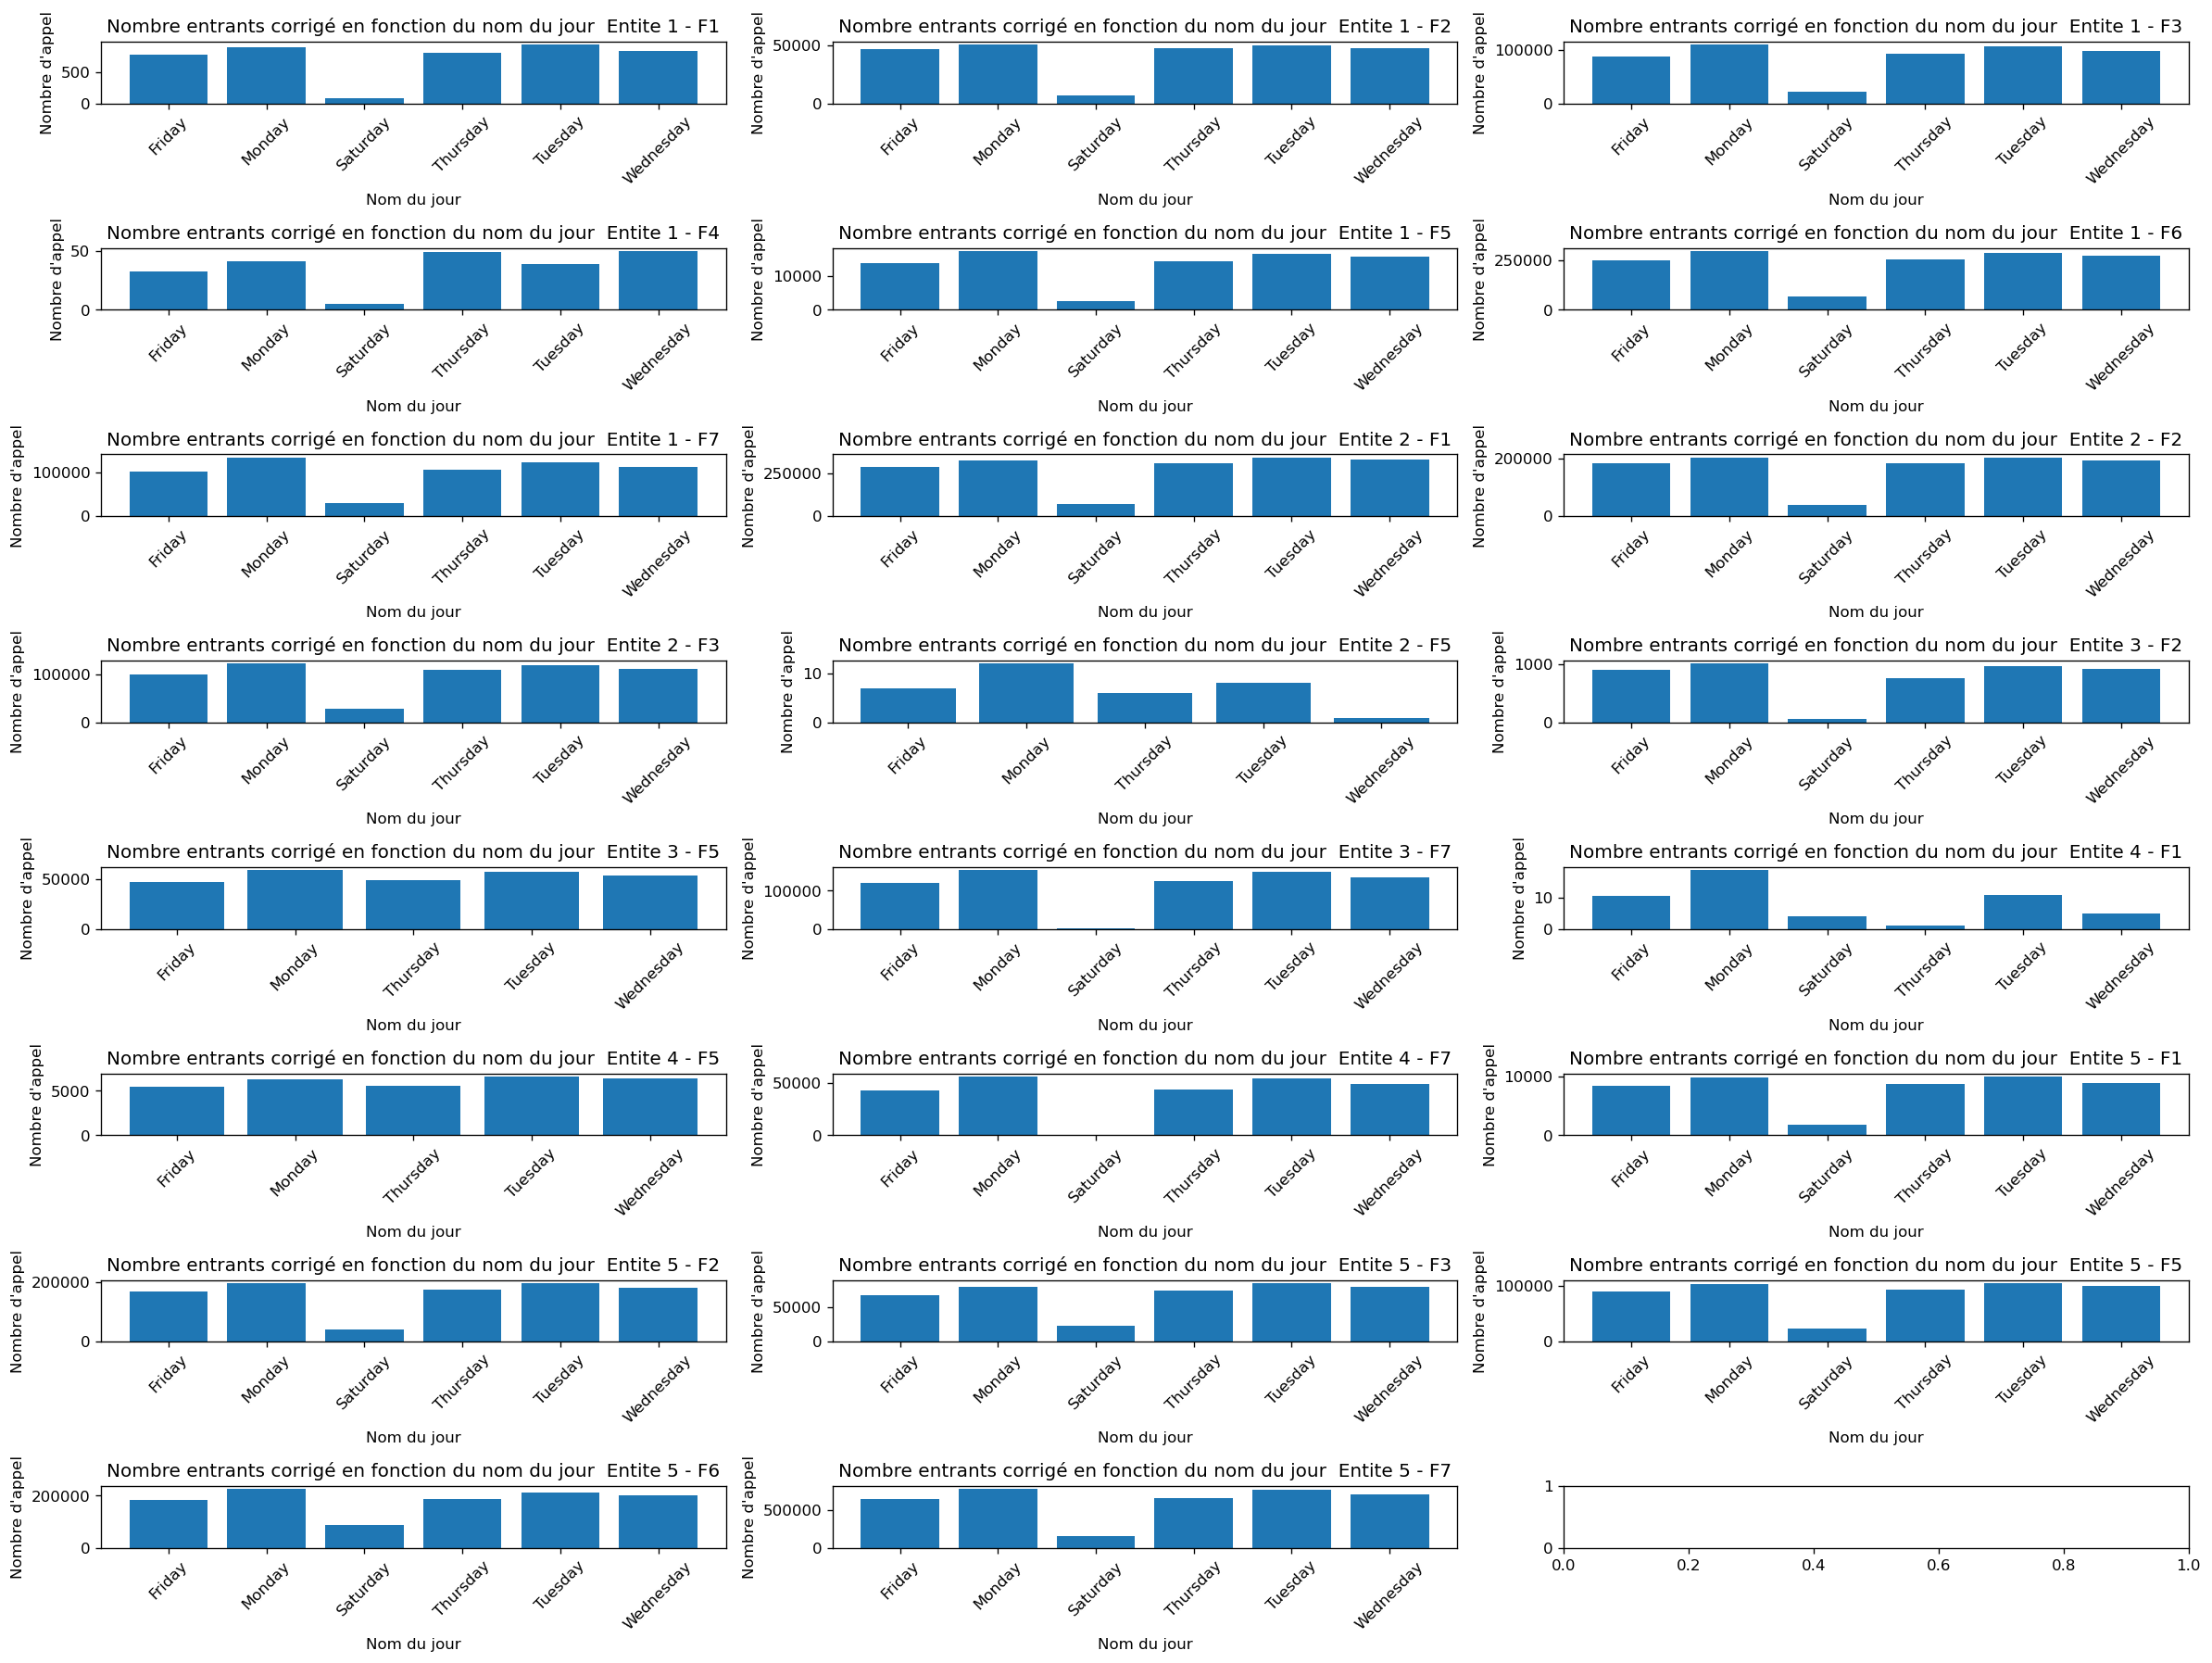 Nombre entrants corrigé en fonction du nom du jour  Entite 1 - F1
Nombre d'appel
500
0
Friday
Monday
Saturday
Thursday
Tuesday
Wednesday
Nom du jour
Nombre entrants corrigé en fonction du nom du jour  Entite 1 - F2
Nombre d'appel
50000
0
Friday
Monday
Saturday
Thursday
Tuesday
Wednesday
Nom du jour
Nombre entrants corrigé en fonction du nom du jour  Entite 1 - F3
Nombre d'appel
100000
0
Friday
Monday
Saturday
Thursday
Tuesday
Wednesday
Nom du jour
Nombre entrants corrigé en fonction du nom du jour  Entite 1 - F4
Nombre d'appel
50
0
Friday
Monday
Saturday
Thursday
Tuesday
Wednesday
Nom du jour
Nombre entrants corrigé en fonction du nom du jour  Entite 1 - F5
Nombre d'appel
10000
0
Friday
Monday
Saturday
Thursday
Tuesday
Wednesday
Nom du jour
Nombre entrants corrigé en fonction du nom du jour  Entite 1 - F6
Nombre d'appel
250000
0
Friday
Monday
Saturday
Thursday
Tuesday
Wednesday
Nom du jour
Nombre entrants corrigé en fonction du nom du jour  Entite 1 - F7
Nombre d'appel
100000
0
Friday
Monday
Saturday
Thursday
Tuesday
Wednesday
Nom du jour
Nombre entrants corrigé en fonction du nom du jour  Entite 2 - F1
Nombre d'appel
250000
0
Friday
Monday
Saturday
Thursday
Tuesday
Wednesday
Nom du jour
Nombre entrants corrigé en fonction du nom du jour  Entite 2 - F2
Nombre d'appel
200000
0
Friday
Monday
Saturday
Thursday
Tuesday
Wednesday
Nom du jour
Nombre entrants corrigé en fonction du nom du jour  Entite 2 - F3
Nombre d'appel
100000
0
Friday
Monday
Saturday
Thursday
Tuesday
Wednesday
Nom du jour
Nombre entrants corrigé en fonction du nom du jour  Entite 2 - F5
Nombre d'appel
10
0
Friday
Monday
Thursday
Tuesday
Wednesday
Nom du jour
Nombre entrants corrigé en fonction du nom du jour  Entite 3 - F2
Nombre d'appel
1000
0
Friday
Monday
Saturday
Thursday
Tuesday
Wednesday
Nom du jour
Nombre entrants corrigé en fonction du nom du jour  Entite 3 - F5
Nombre d'appel
50000
0
Friday
Monday
Thursday
Tuesday
Wednesday
Nom du jour
Nombre entrants corrigé en fonction du nom du jour  Entite 3 - F7
Nombre d'appel
100000
0
Friday
Monday
Saturday
Thursday
Tuesday
Wednesday
Nom du jour
Nombre entrants corrigé en fonction du nom du jour  Entite 4 - F1
Nombre d'appel
10
0
Friday
Monday
Saturday
Thursday
Tuesday
Wednesday
Nom du jour
Nombre entrants corrigé en fonction du nom du jour  Entite 4 - F5
Nombre d'appel
5000
0
Friday
Monday
Thursday
Tuesday
Wednesday
Nom du jour
Nombre entrants corrigé en fonction du nom du jour  Entite 4 - F7
Nombre d'appel
50000
0
Friday
Monday
Saturday
Thursday
Tuesday
Wednesday
Nom du jour
Nombre entrants corrigé en fonction du nom du jour  Entite 5 - F1
Nombre d'appel
10000
0
Friday
Monday
Saturday
Thursday
Tuesday
Wednesday
Nom du jour
Nombre entrants corrigé en fonction du nom du jour  Entite 5 - F2
Nombre d'appel
200000
0
Friday
Monday
Saturday
Thursday
Tuesday
Wednesday
Nom du jour
Nombre entrants corrigé en fonction du nom du jour  Entite 5 - F3
Nombre d'appel
50000
0
Friday
Monday
Saturday
Thursday
Tuesday
Wednesday
Nom du jour
Nombre entrants corrigé en fonction du nom du jour  Entite 5 - F5
Nombre d'appel
100000
0
Friday
Monday
Saturday
Thursday
Tuesday
Wednesday
Nom du jour
Nombre entrants corrigé en fonction du nom du jour  Entite 5 - F6
Nombre d'appel
200000
0
Friday
Monday
Saturday
Thursday
Tuesday
Wednesday
Nom du jour
Nombre entrants corrigé en fonction du nom du jour  Entite 5 - F7
Nombre d'appel
500000
0
Friday
Monday
Saturday
Thursday
Tuesday
Wednesday
Nom du jour
1
0
0.0 0.2 0.4 0.6 0.8 1.0